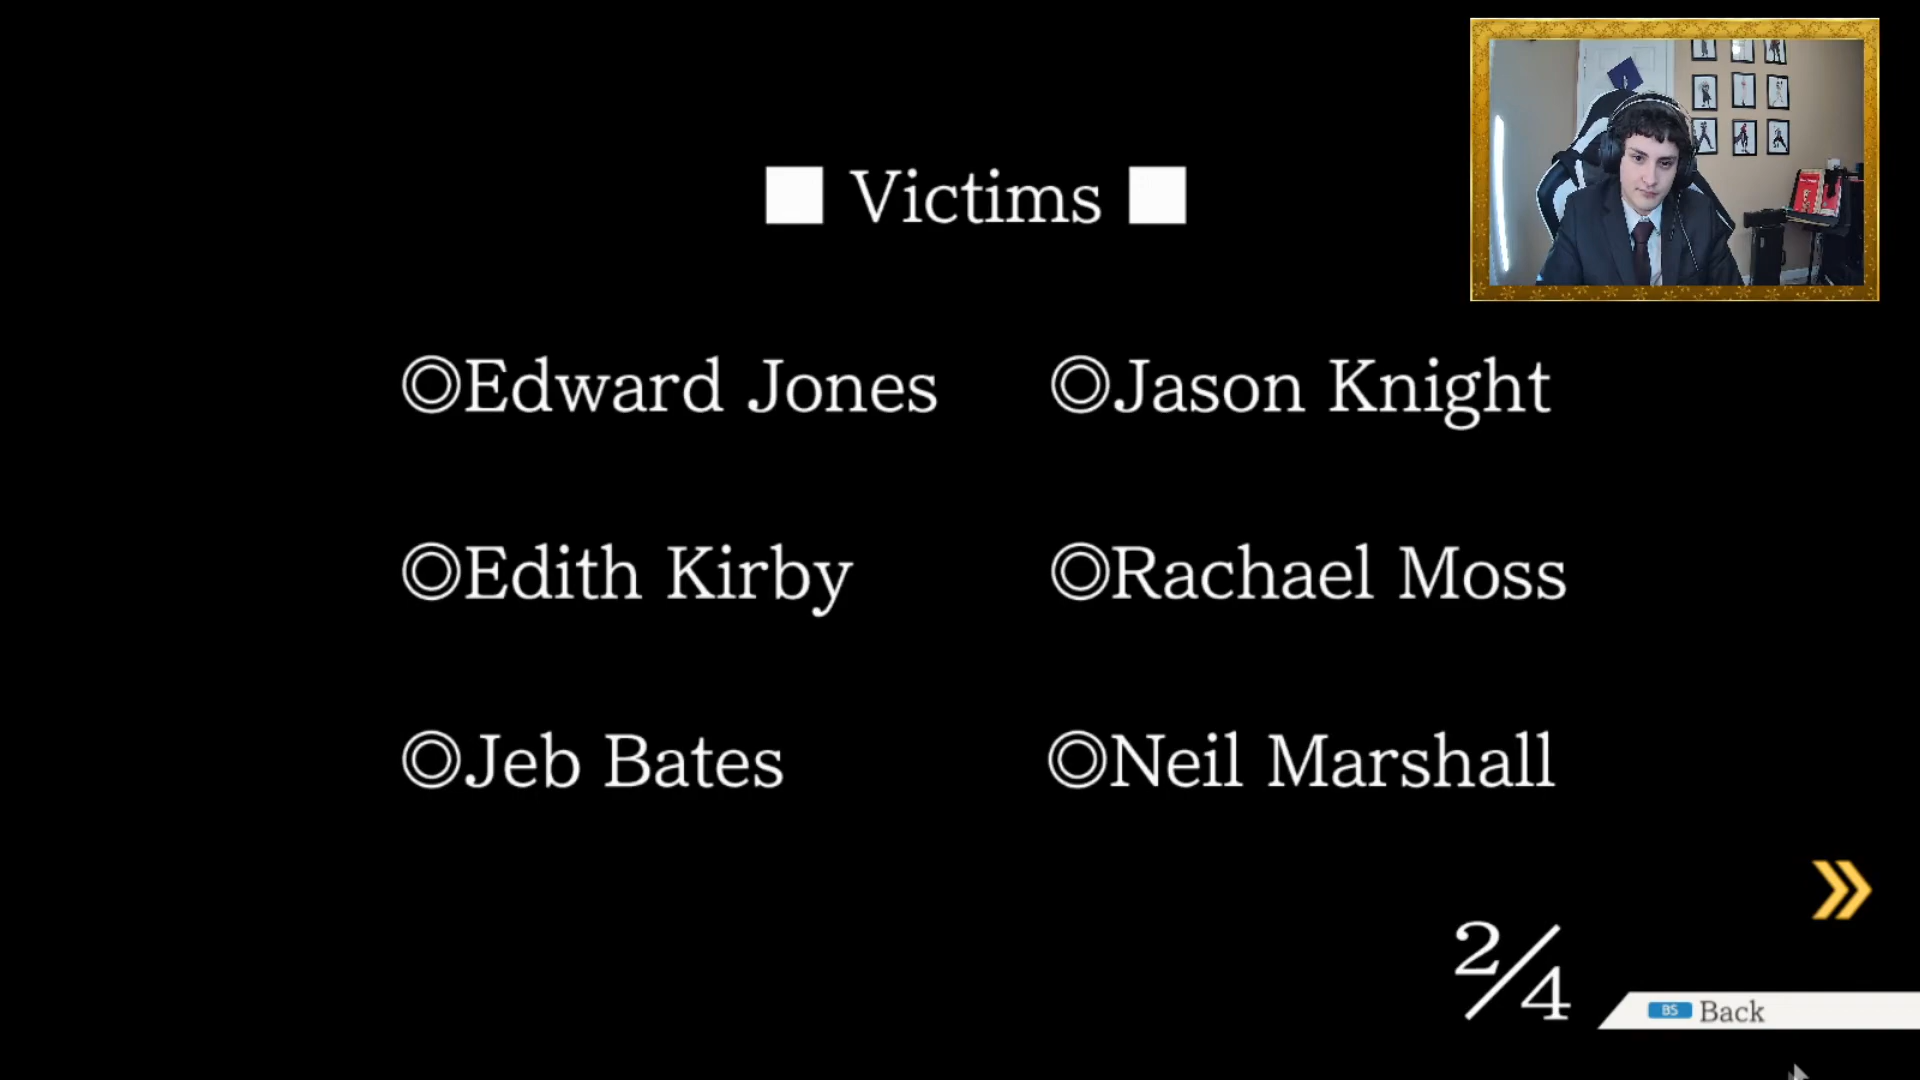 ■ Victims ■
◎Edward Jones ◎Jason Knight
◎Edith Kirby ◎Rachael Moss
◎Jeb Bates ◎Neil Marshall
2/4
BS Back